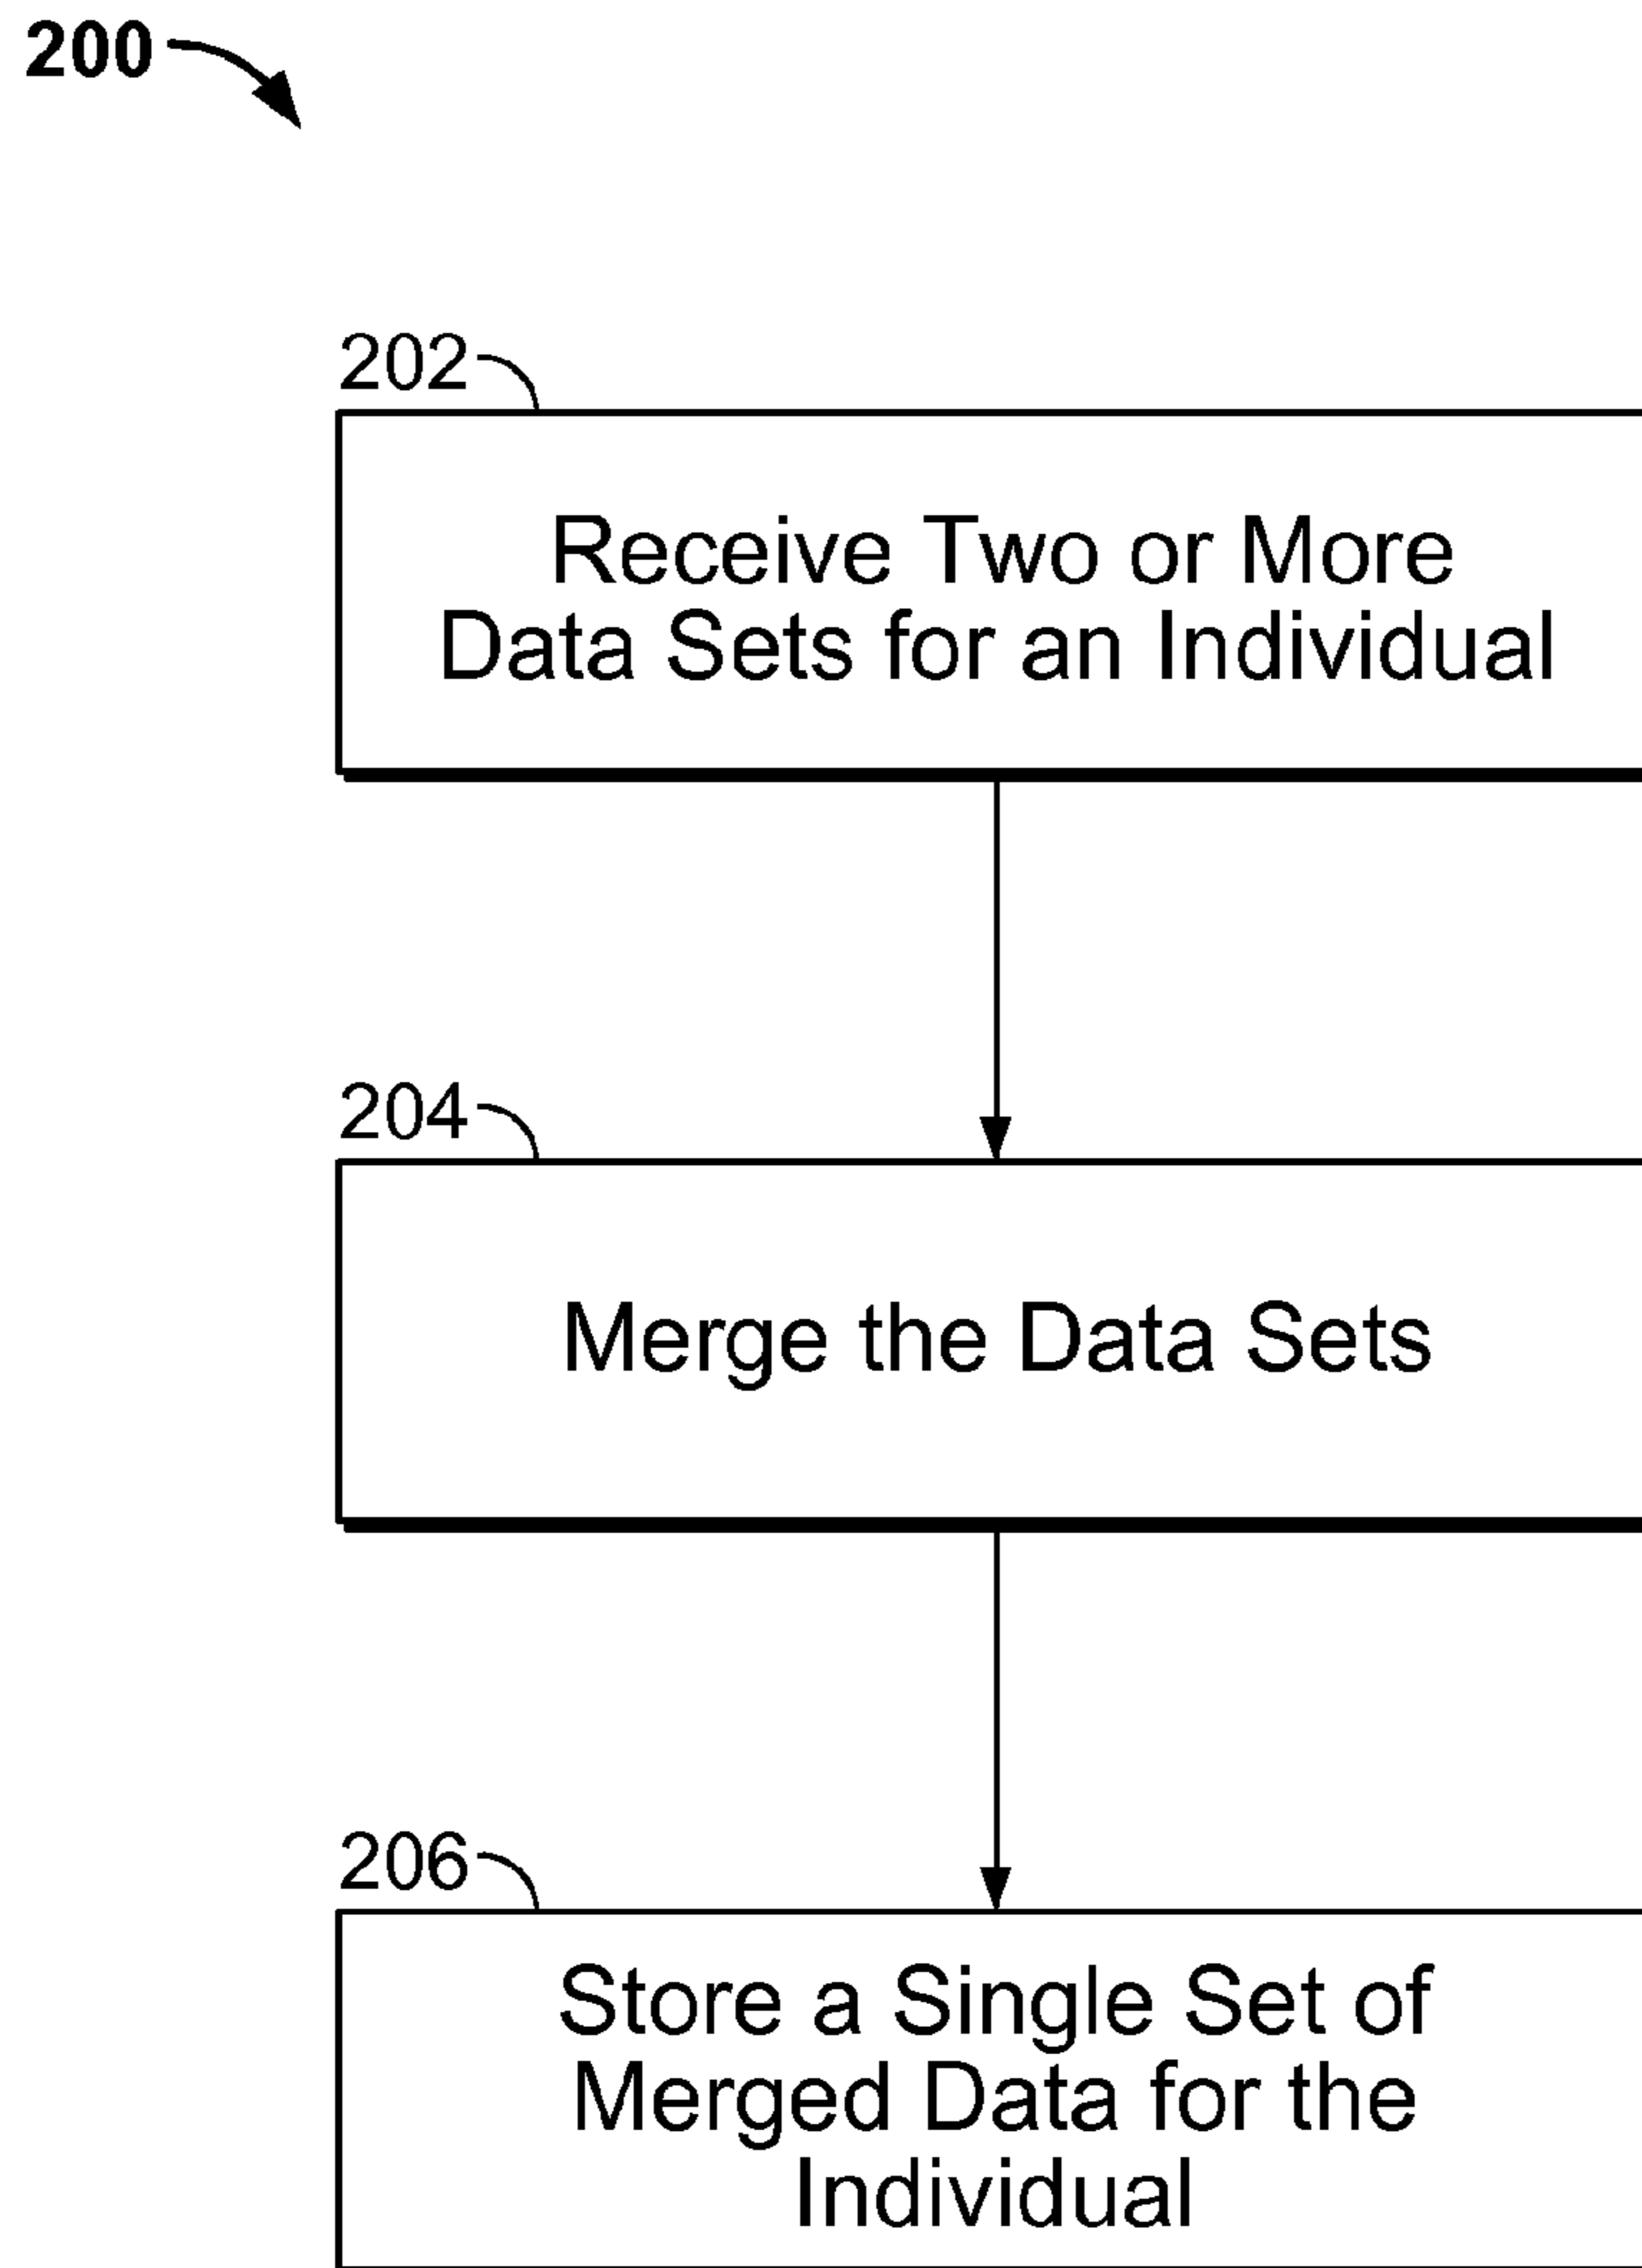 200
202
Receive Two or More
Data Sets for an Individual
204
Merge the Data Sets
206
Store a Single Set of
Merged Data for the
Individual